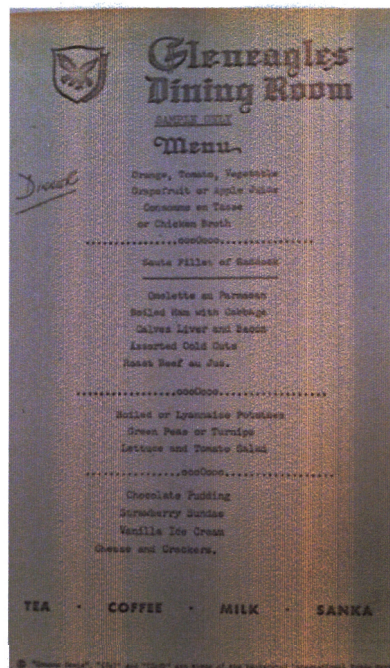 Gleneagles
Dining Room
SAMPLE ONLY
Menu
Orange, Tomato, Vegetable
Grapefruit or Apple Juice
Consomme en Tasse
or Chicken Broth
..................oooOooo..................
Saute Fillet of Haddock
Omelette au Parmesan
Boiled Ham with Cabbage
Calves Liver and Bacon
Assorted Cold Cuts
Roast Beef au Jus.
..................oooOooo..................
Boiled or Lyonnaise Potatoes
Green Peas or Turnips
Lettuce and Tomato Salad
..................oooOooo..................
Chocolate Pudding
Strawberry Sundae
Vanilla Ice Cream
Cheese and Crackers.
TEA · COFFEE · MILK · SANKA